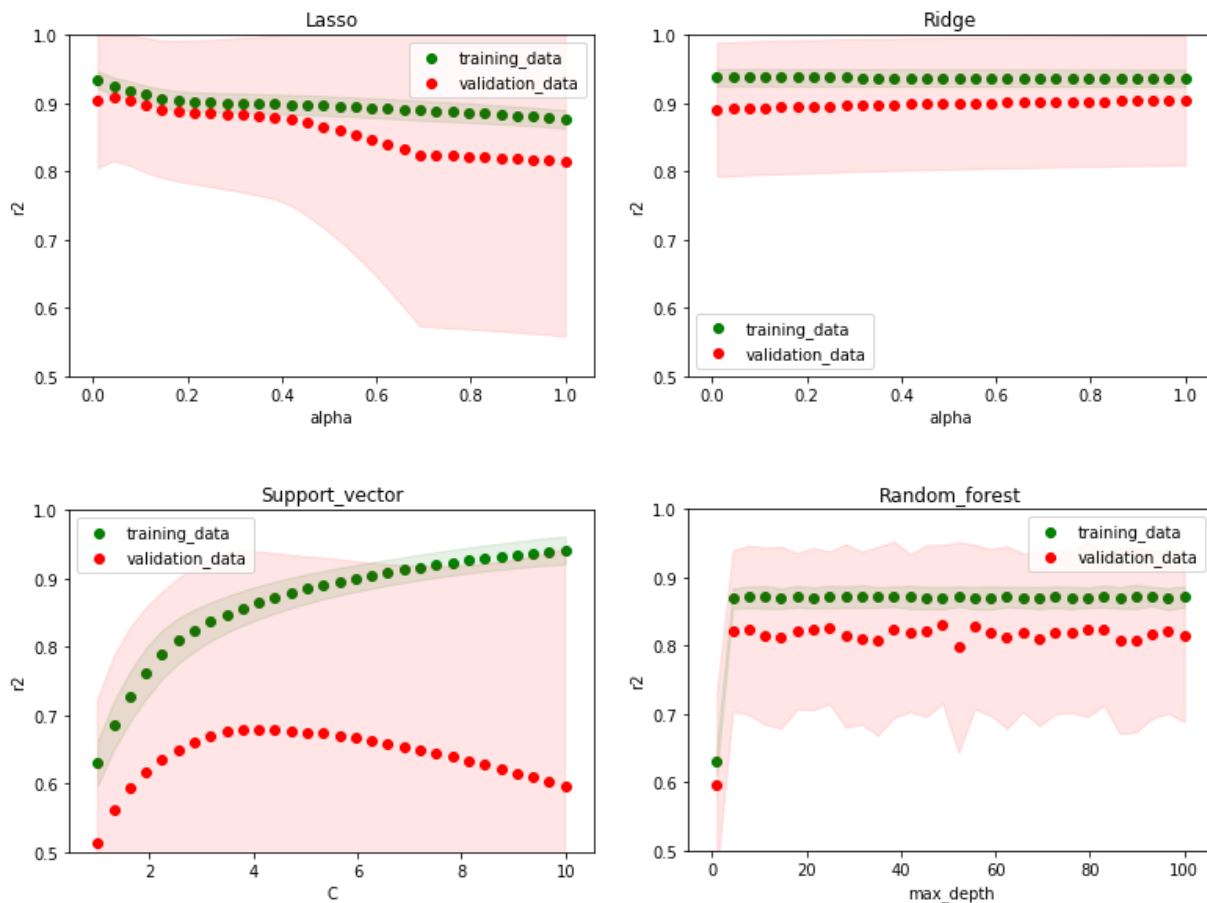 Lasso
1.0
0.9
0.8
0.7
0.6
0.5
r2
training_data
validation_data
0.0 0.2 0.4 0.6 0.8 1.0
alpha
Ridge
1.0
0.9
0.8
0.7
0.6
0.5
r2
training_data
validation_data
0.0 0.2 0.4 0.6 0.8 1.0
alpha
Support_vector
1.0
0.9
0.8
0.7
0.6
0.5
r2
training_data
validation_data
2 4 6 8 10
C
Random_forest
1.0
0.9
0.8
0.7
0.6
0.5
r2
training_data
validation_data
0 20 40 60 80 100
max_depth